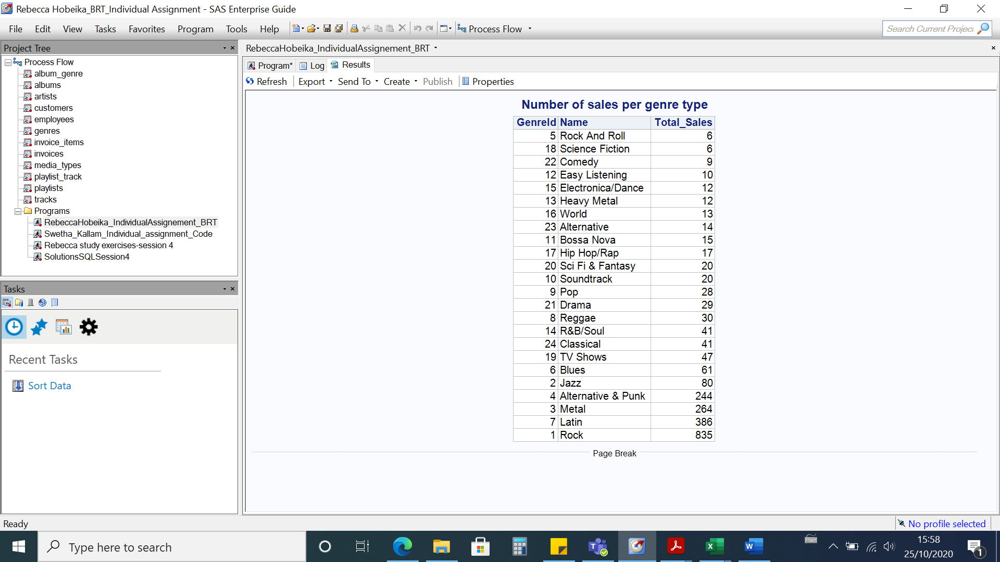 Rebecca Hobeika_BRT_Individual Assignment - SAS Enterprise Guide
File Edit View Tasks Favorites Program Tools Help Process Flow Search Current Project
Project Tree
Process Flow
album_genre
albums
artists
customers
employees
genres
invoice_items
invoices
media_types
playlist_track
playlists
tracks
Programs
RebeccaHobeika_IndividualAssignement_BRT
Swetha_Kallam_Individual_assignment_Code
Rebecca study exercises-session 4
SolutionsSQLSession4
Tasks
Recent Tasks
Sort Data
RebeccaHobeika_IndividualAssignement_BRT
Program* Log Results
Refresh Export Send To Create Publish Properties
Number of sales per genre type
GenreId Name Total_Sales
5 Rock And Roll 6
18 Science Fiction 6
22 Comedy 9
12 Easy Listening 10
15 Electronica/Dance 12
13 Heavy Metal 12
16 World 13
23 Alternative 14
11 Bossa Nova 15
17 Hip Hop/Rap 17
20 Sci Fi & Fantasy 20
10 Soundtrack 20
9 Pop 28
21 Drama 29
8 Reggae 30
14 R&B/Soul 41
24 Classical 41
19 TV Shows 47
6 Blues 61
2 Jazz 80
4 Alternative & Punk 244
3 Metal 264
7 Latin 386
1 Rock 835
Page Break
Ready
No profile selected
Type here to search
15:58
25/10/2020
1